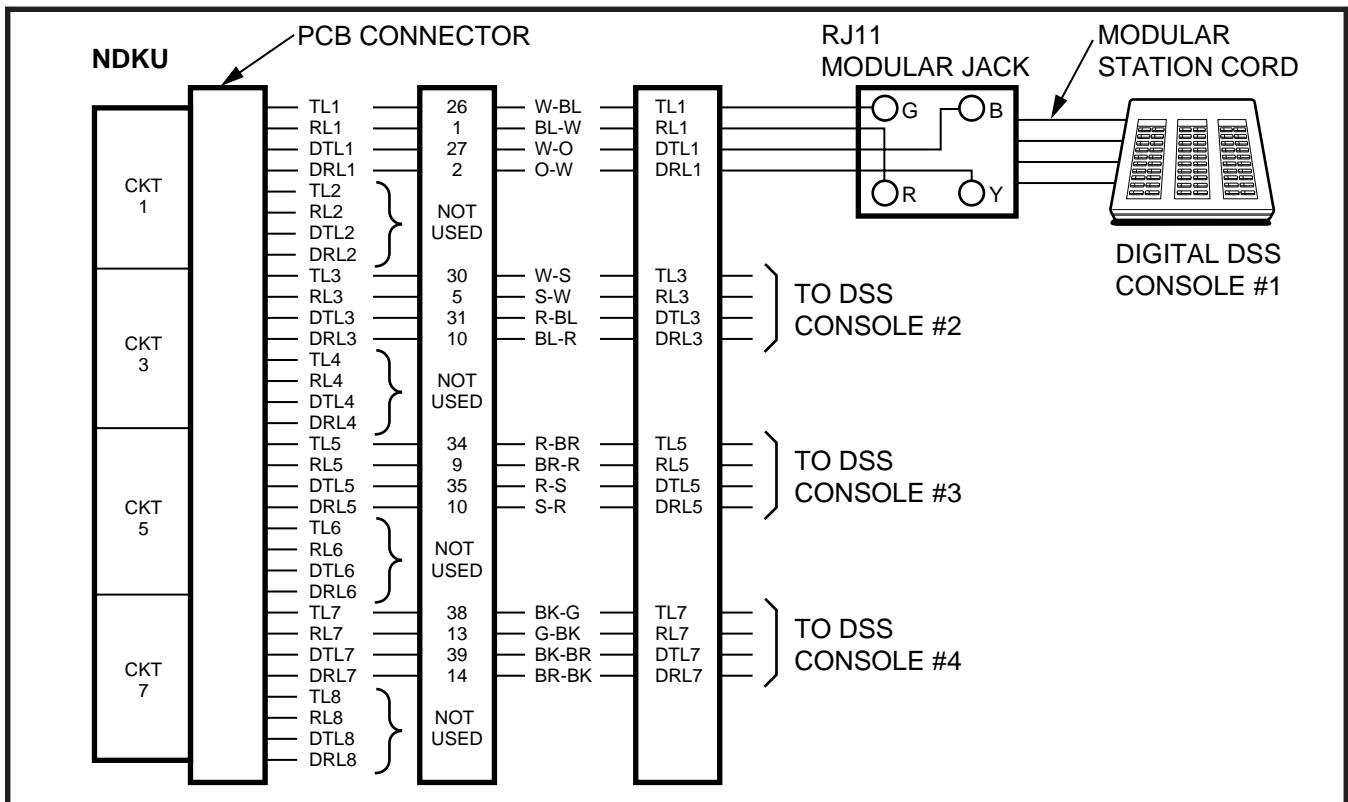 NDKU
PCB CONNECTOR
RJ11
MODULAR JACK
MODULAR
STATION CORD
TL1 26 W-BL TL1 G B
RL1 1 BL-W RL1
DTL1 27 W-O DTL1
DRL1 2 O-W DRL1 R Y
CKT
1
TL2
RL2 NOT
DTL2 USED
DRL2
DIGITAL DSS
CONSOLE #1
TL3 30 W-S TL3
RL3 5 S-W RL3
DTL3 31 R-BL DTL3
DRL3 10 BL-R DRL3
TO DSS
CONSOLE #2
CKT
3
TL4
RL4 NOT
DTL4 USED
DRL4
TL5 34 R-BR TL5
RL5 9 BR-R RL5
DTL5 35 R-S DTL5
DRL5 10 S-R DRL5
TO DSS
CONSOLE #3
CKT
5
TL6
RL6 NOT
DTL6 USED
DRL6
TL7 38 BK-G TL7
RL7 13 G-BK RL7
DTL7 39 BK-BR DTL7
DRL7 14 BR-BK DRL7
TO DSS
CONSOLE #4
CKT
7
TL8
RL8 NOT
DTL8 USED
DRL8